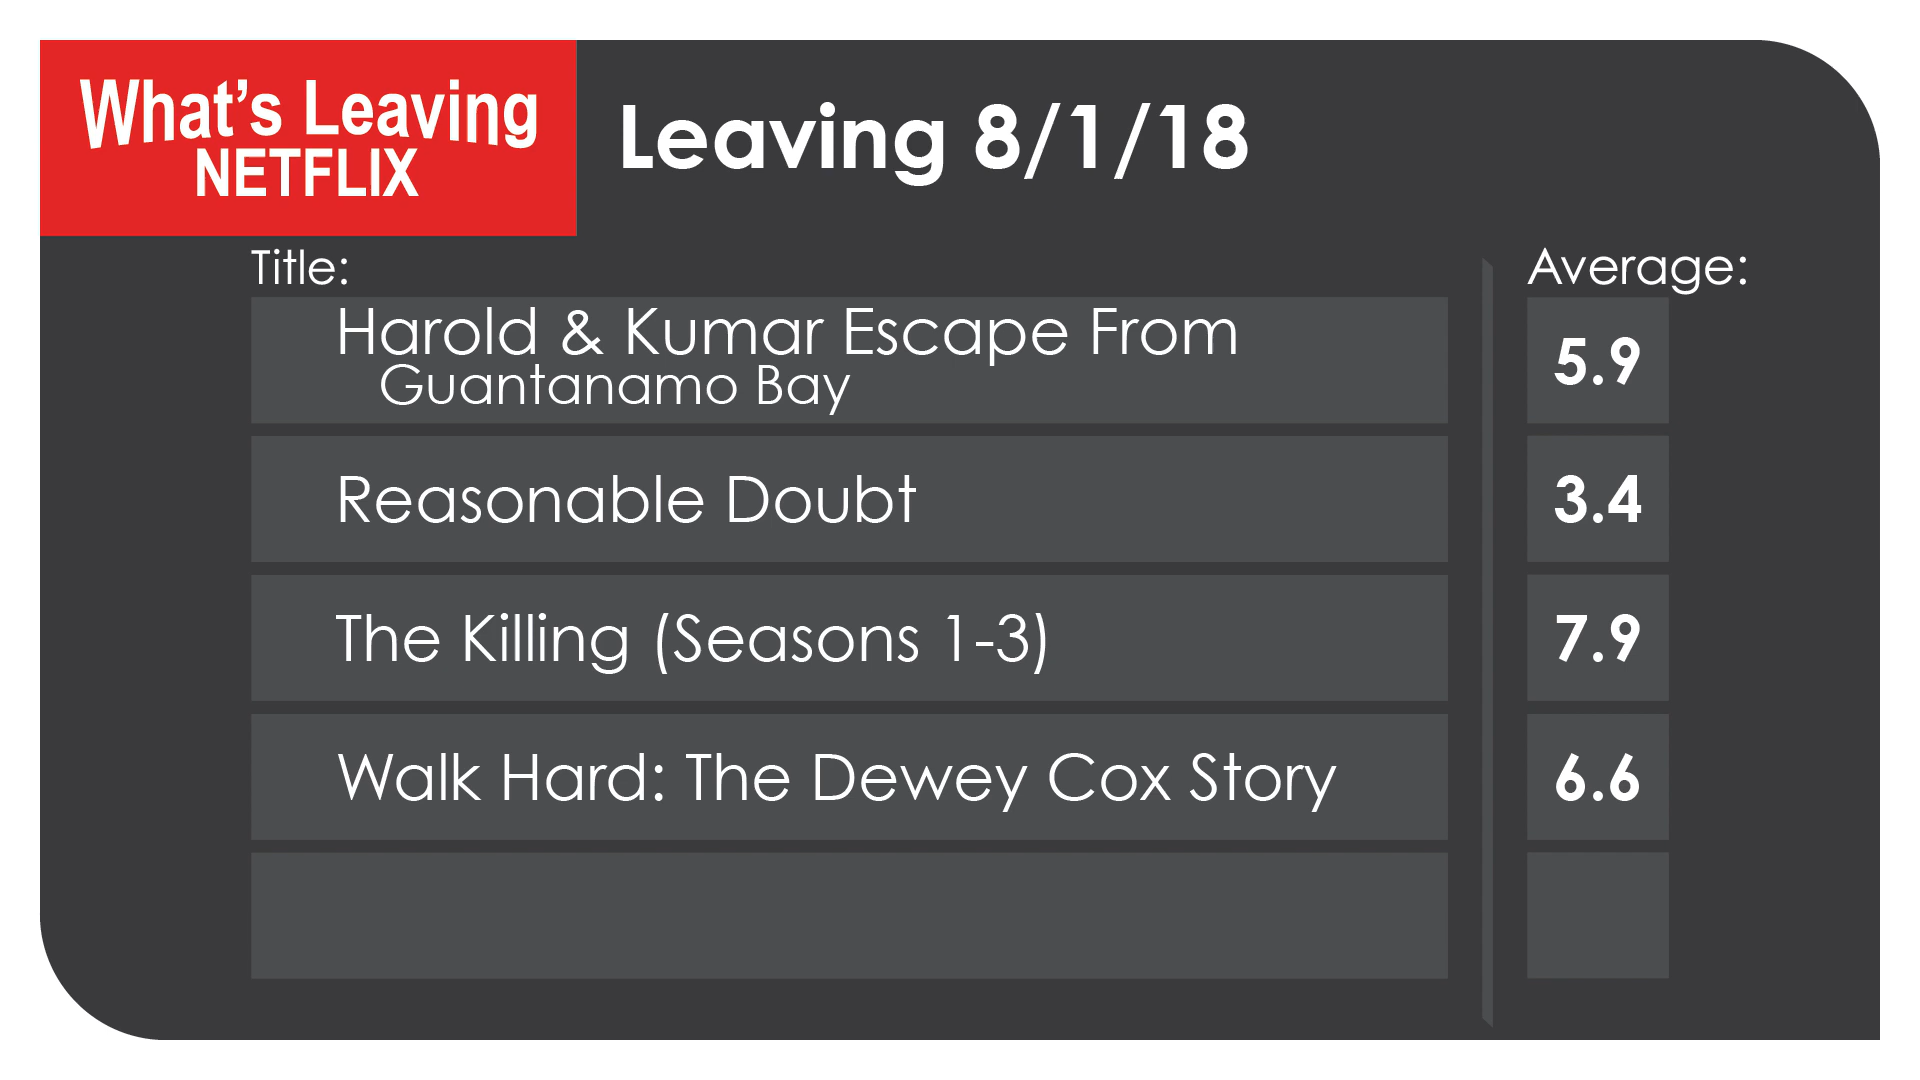 What's Leaving
NETFLIX
Leaving 8/1/18
Title:
Average:
Harold & Kumar Escape From
Guantanamo Bay
5.9
Reasonable Doubt
3.4
The Killing (Seasons 1-3)
7.9
Walk Hard: The Dewey Cox Story
6.6